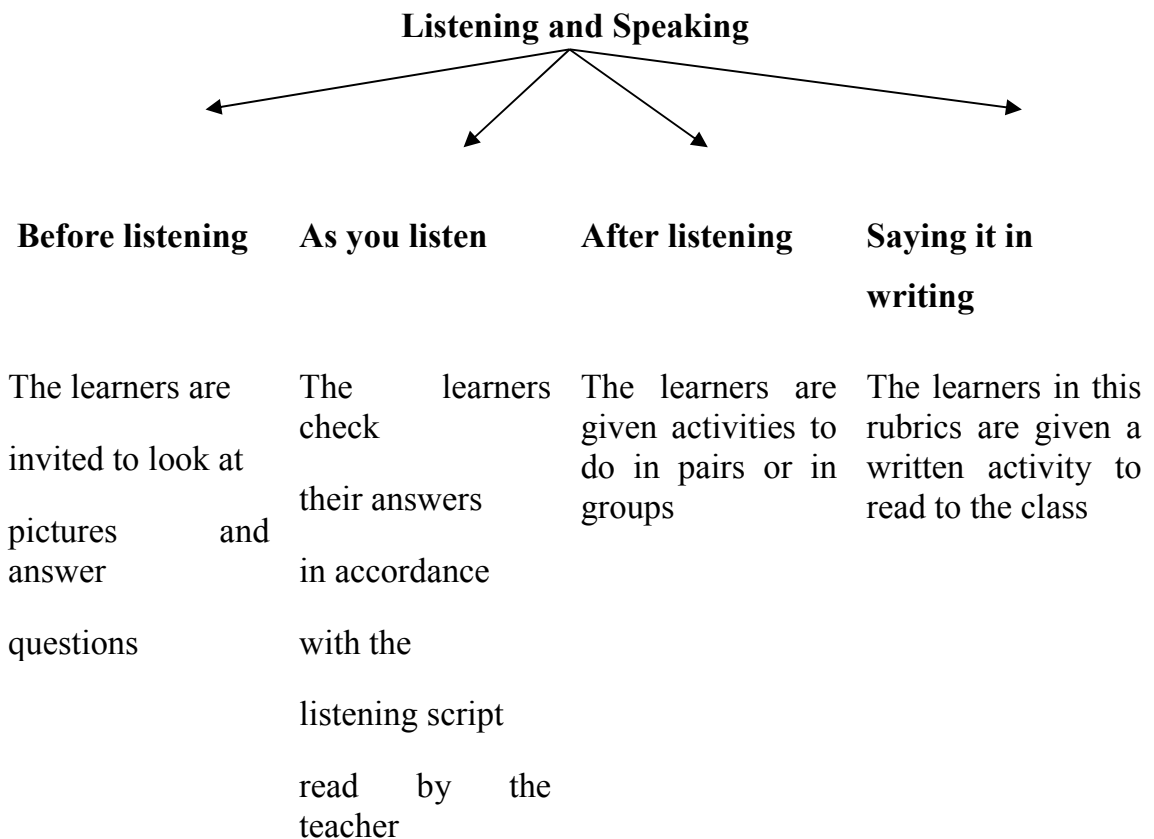 Listening and Speaking
Before listening
As you listen
After listening
Saying it in
writing
The learners are
invited to look at
pictures and
answer
questions
The learners
check
their answers
in accordance
with the
listening script
read by the
teacher
The learners are
given activities to
do in pairs or in
groups
The learners in this
rubrics are given a
written activity to
read to the class